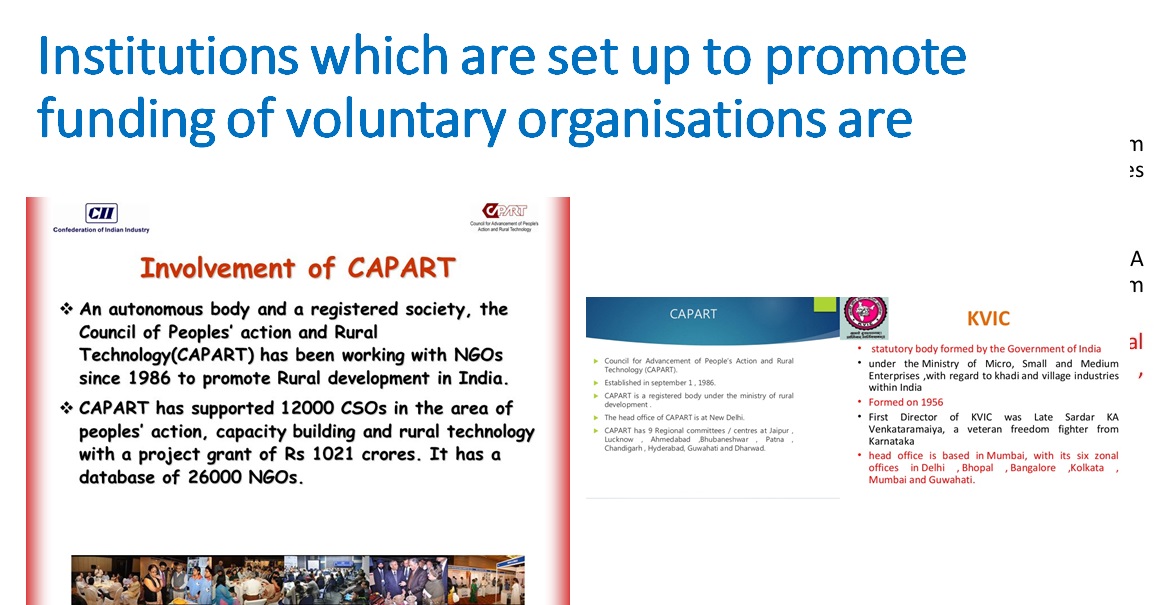 Institutions which are set up to promote
funding of voluntary organisations are
CII
Confederation of Indian Industry
CAPART
Council for Advancement of People's
Action and Rural Technology
Involvement of CAPART
❖ An autonomous body and a registered society, the
Council of Peoples' action and Rural
Technology(CAPART) has been working with NGOs
since 1986 to promote Rural development in India.
❖ CAPART has supported 12000 CSOs in the area of
peoples' action, capacity building and rural technology
with a project grant of Rs 1021 crores. It has a
database of 26000 NGOs.
CAPART
Council for Advancement of People's Action and Rural
Technology (CAPART).
Established in september 1 , 1986.
CAPART is a registered body under the ministry of rural
development .
The head office of CAPART is at New Delhi.
CAPART has 9 Regional committees / centres at Jaipur ,
Lucknow , Ahmedabad ,Bhubaneshwar , Patna ,
Chandigarh , Hyderabad, Guwahati and Dharwad.
KVIC
• statutory body formed by the Government of India
• under the Ministry of Micro, Small and Medium
Enterprises ,with regard to khadi and village industries
within India
• Formed on 1956
• First Director of KVIC was Late Sardar KA
Venkataramaiya, a veteran freedom fighter from
Karnataka
• head office is based in Mumbai, with its six zonal
offices in Delhi , Bhopal , Bangalore ,Kolkata ,
Mumbai and Guwahati.
m
es
A
m
al
,